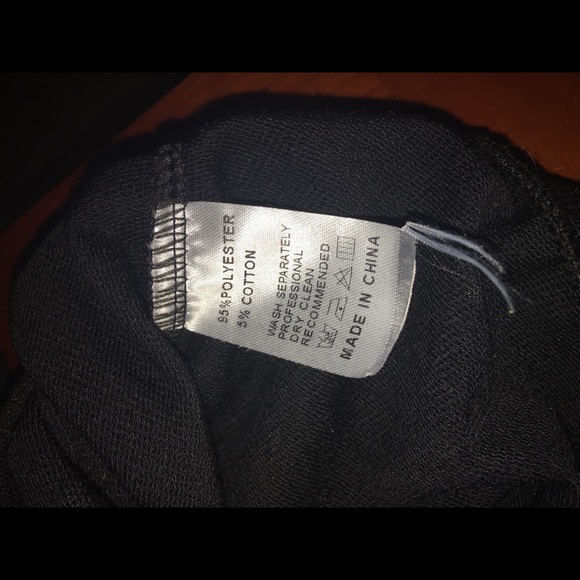 95%POLYESTER
5% COTTON
WASH SEPARATELY
PROFESSIONAL
DRY CLEAN
RECOMMENDED
MADE IN CHINA